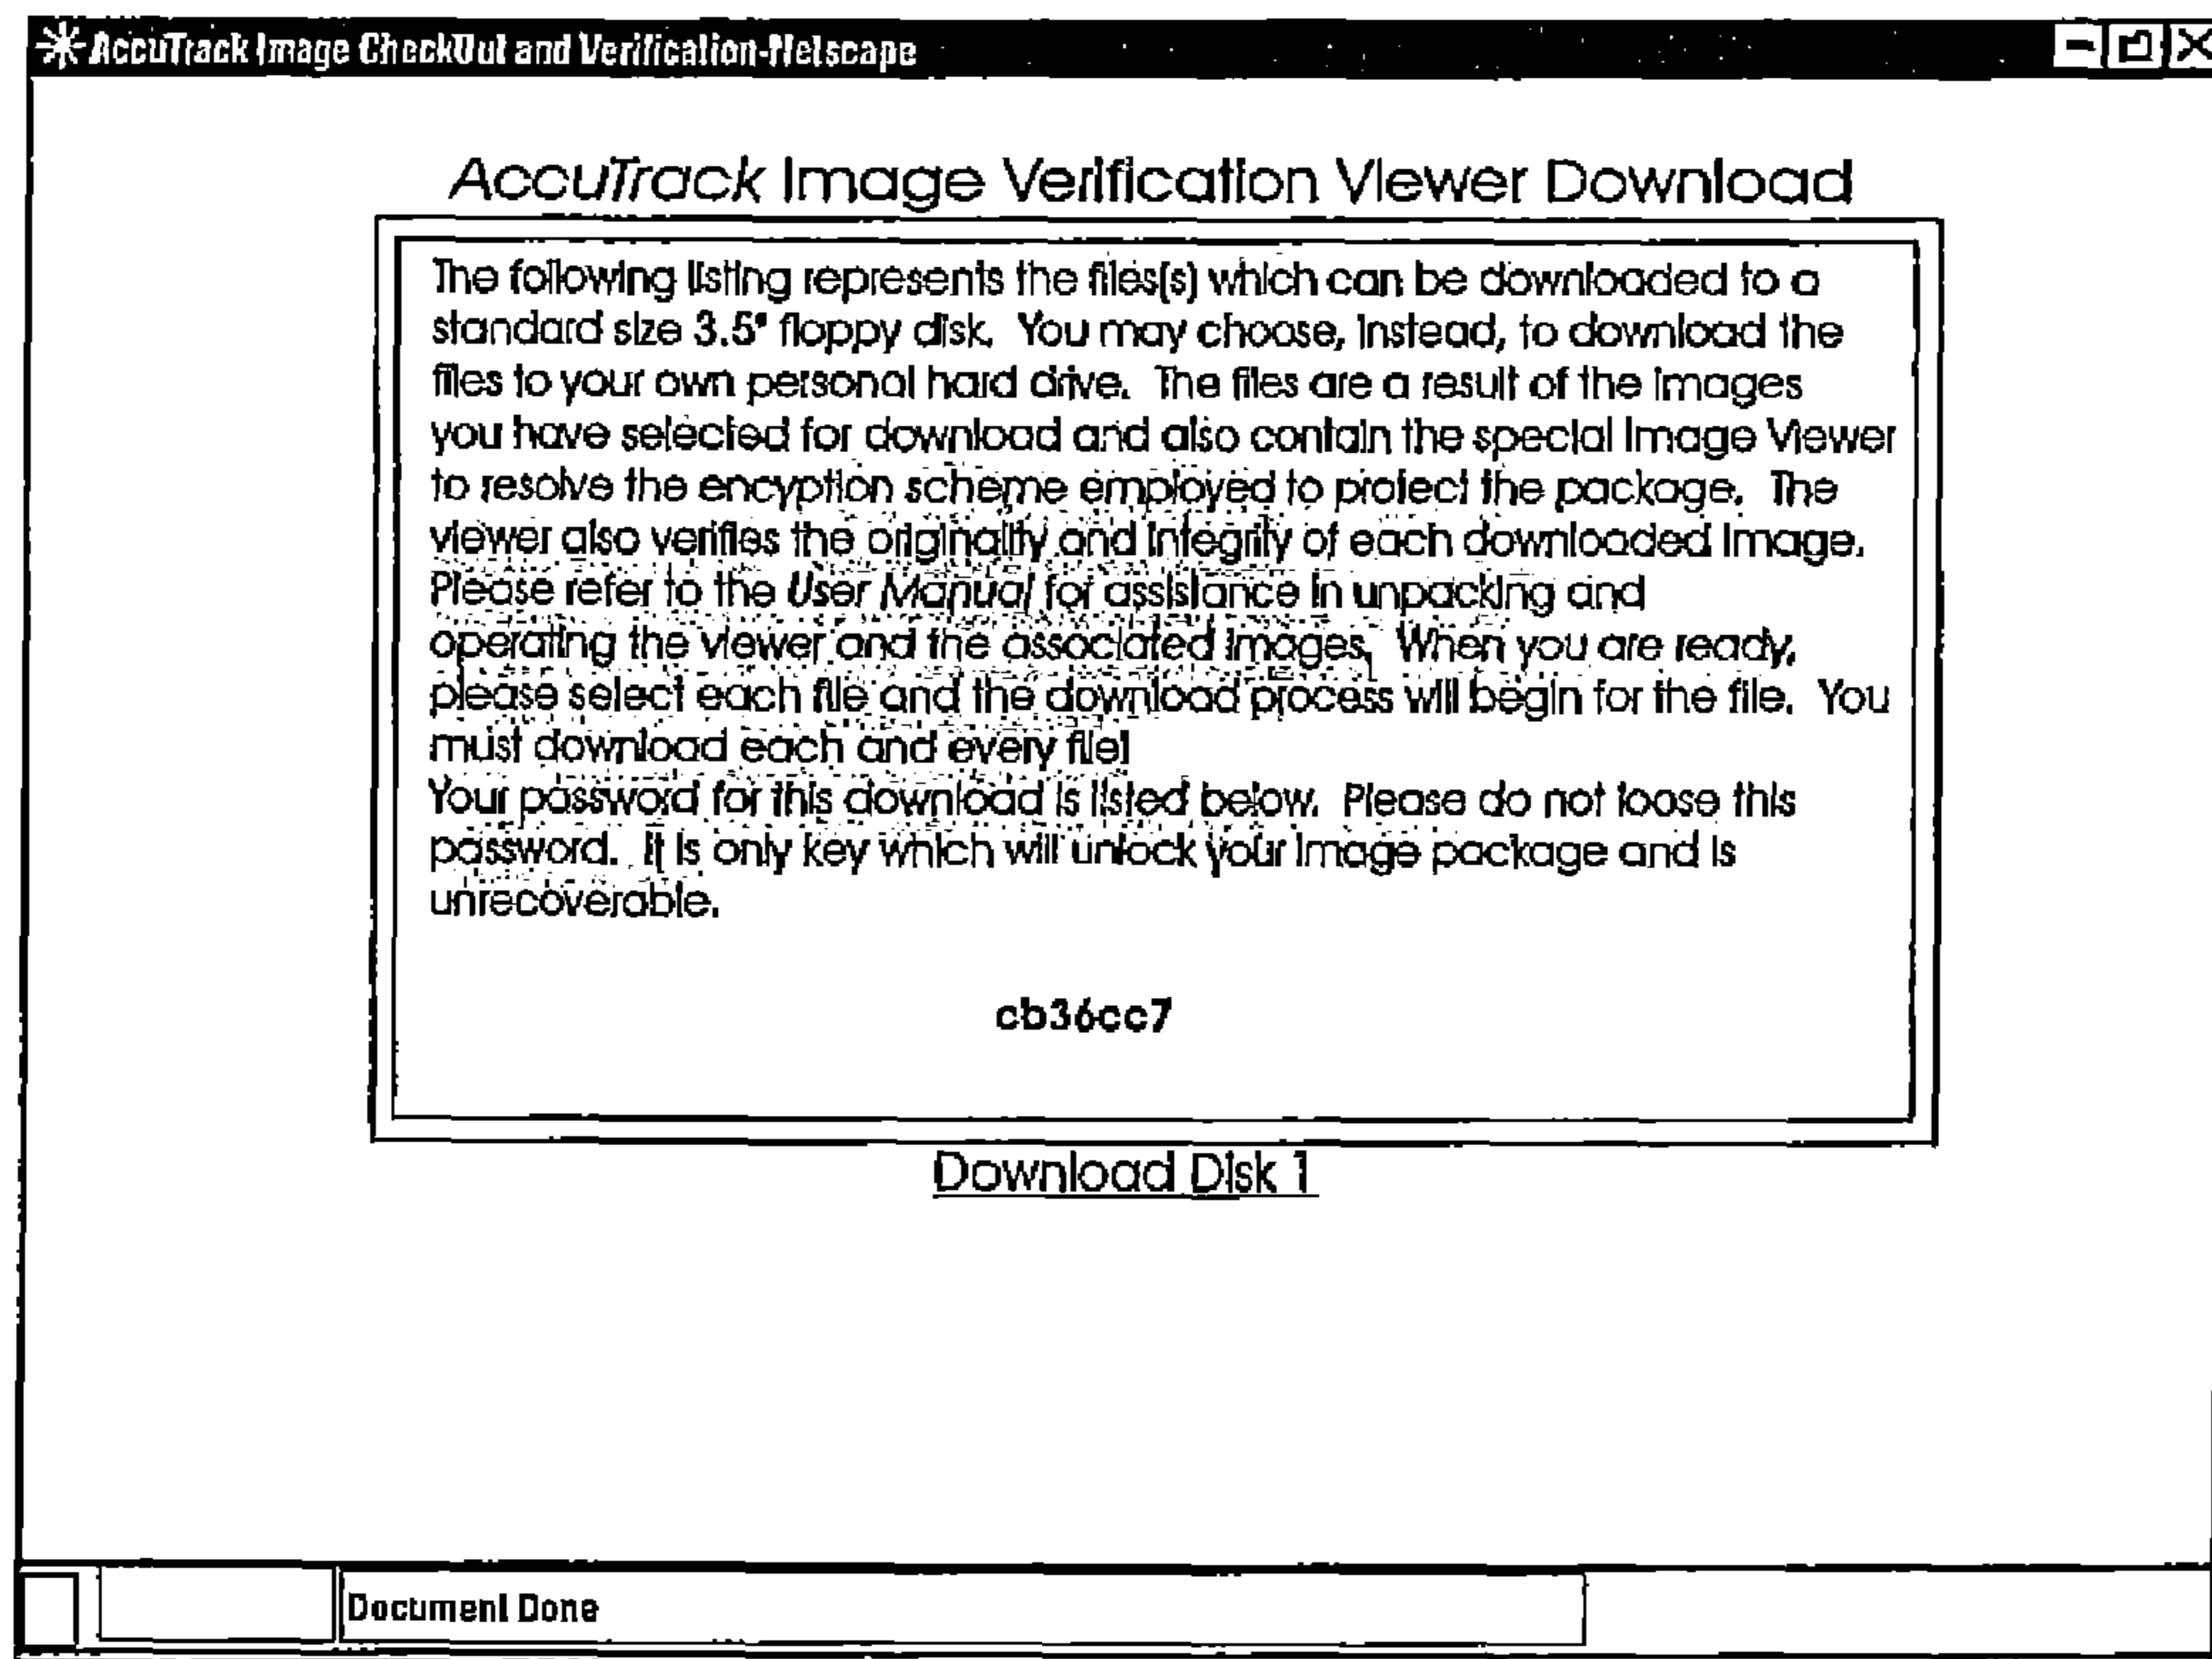 AccuTrack Image CheckOut and Verification-Netscape
AccuTrack Image Verification Viewer Download
The following listing represents the files(s) which can be downloaded to a
standard size 3.5" floppy disk. You may choose, instead, to download the
files to your own personal hard drive. The files are a result of the images
you have selected for download and also contain the special Image Viewer
to resolve the encyption scheme employed to protect the package. The
viewer also verifies the originality and integrity of each downloaded image.
Please refer to the User Manual for assistance in unpacking and
operating the viewer and the associated images. When you are ready,
please select each file and the download process will begin for the file. You
must download each and every file!
Your password for this download is listed below. Please do not loose this
password. It is only key which will unlock your image package and is
unrecoverable.
cb36cc7
Download Disk 1
Document Done